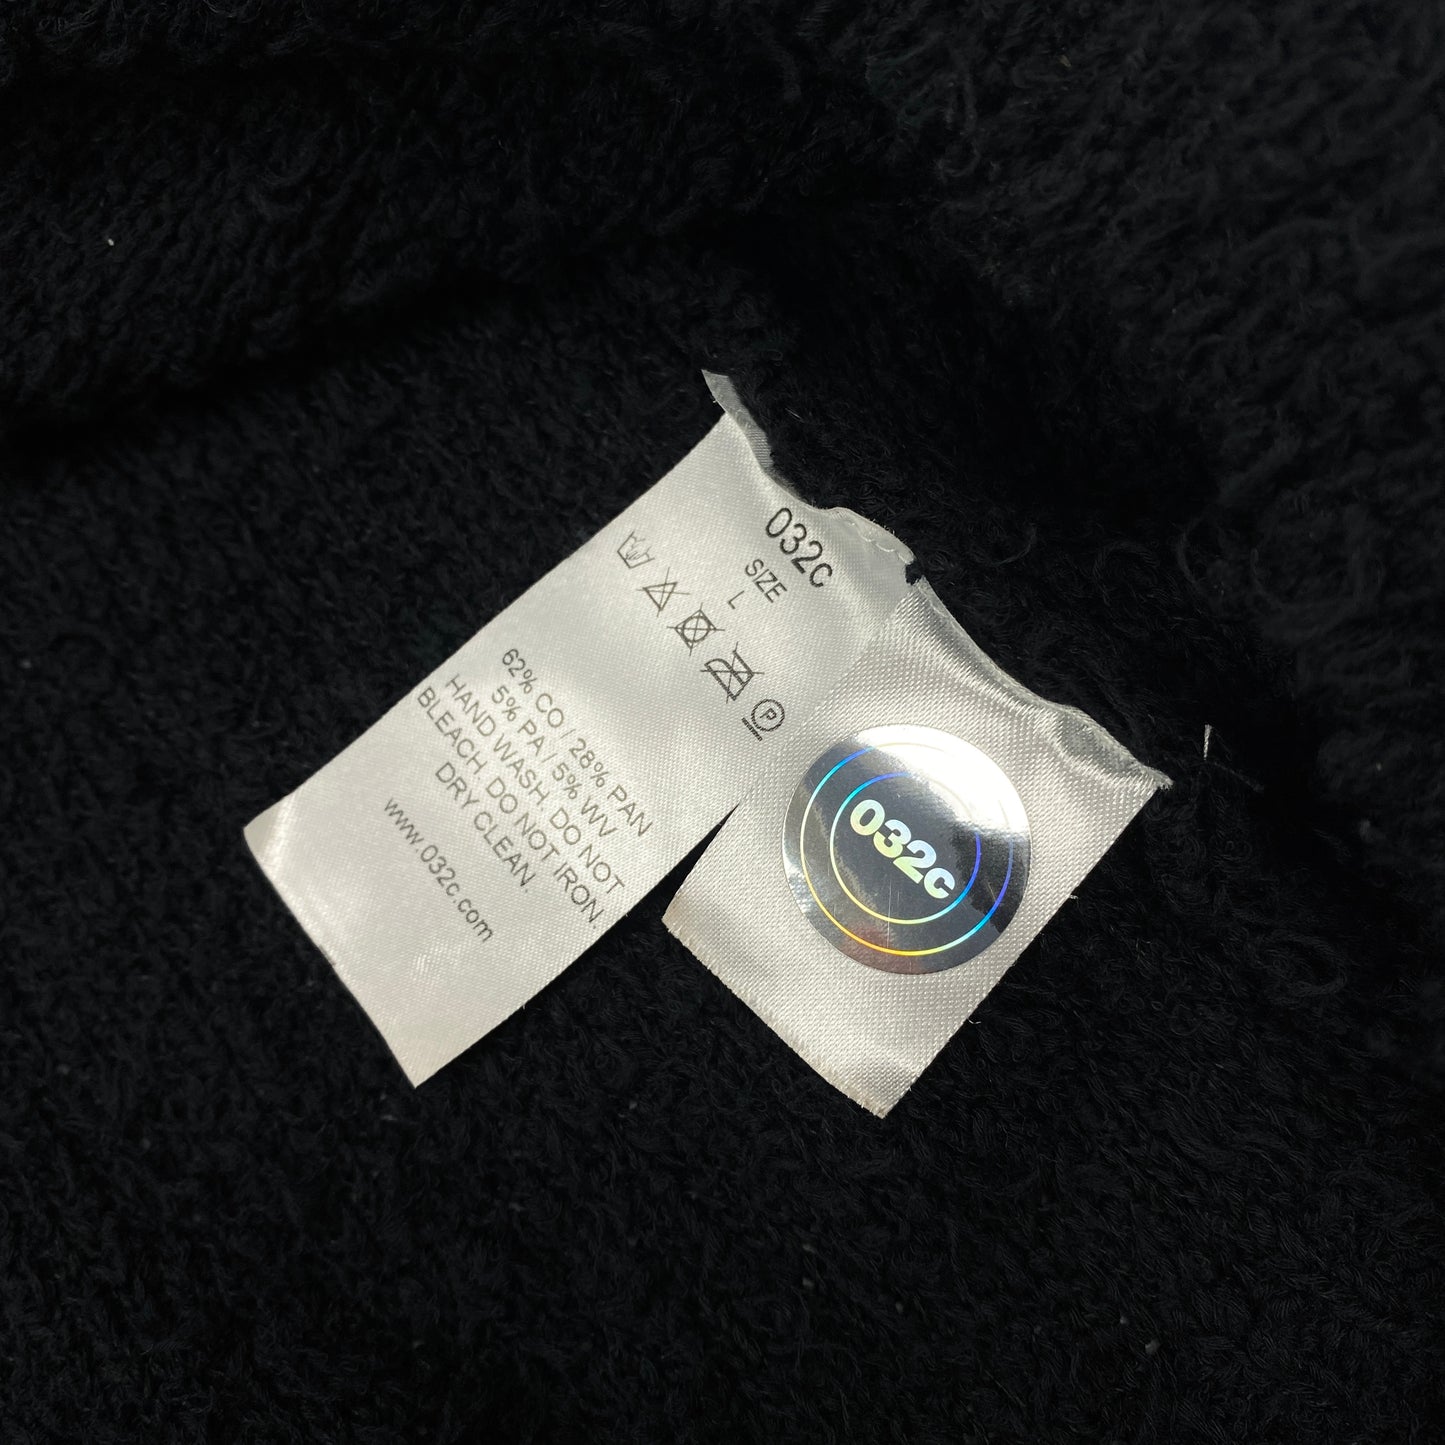 032c
SIZE
L
P
62% CO / 28% PAN
5% PA / 5% WV
HAND WASH. DO NOT
BLEACH. DO NOT IRON.
DRY CLEAN.
www.032c.com
032c